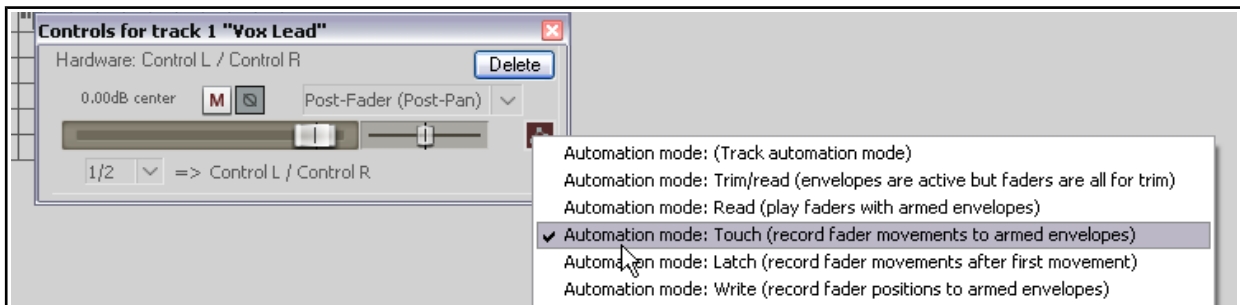 Controls for track 1 "Vox Lead"
Hardware: Control L / Control R
Delete
0.00dB center
M
Post-Fader (Post-Pan)
1/2 => Control L / Control R
Automation mode: (Track automation mode)
Automation mode: Trim/read (envelopes are active but faders are all for trim)
Automation mode: Read (play faders with armed envelopes)
Automation mode: Touch (record fader movements to armed envelopes)
Automation mode: Latch (record fader movements after first movement)
Automation mode: Write (record fader positions to armed envelopes)